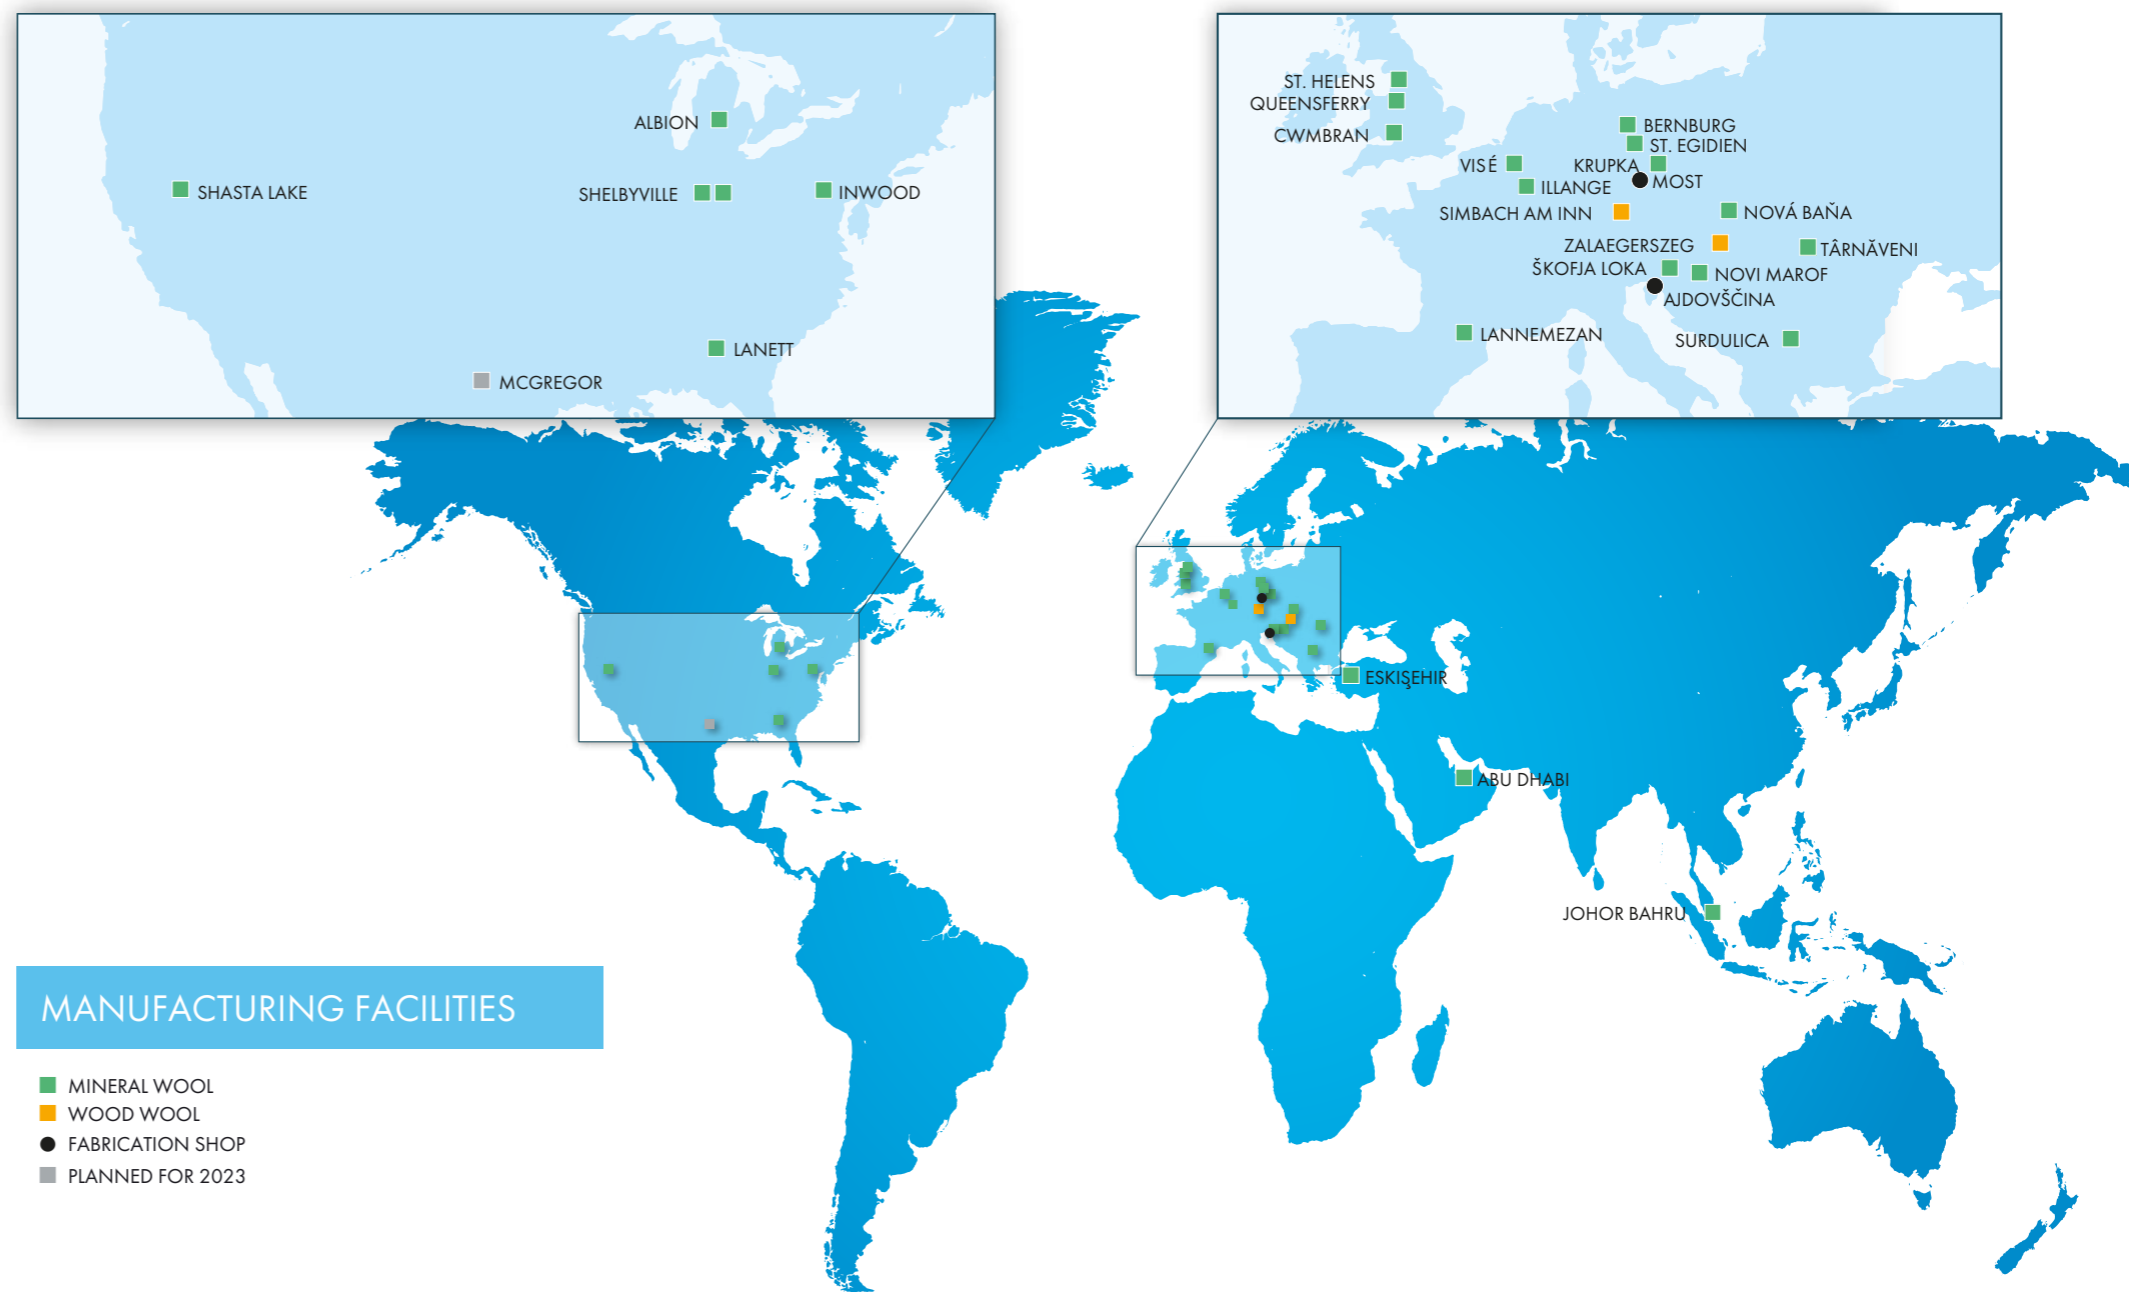 ALBION
SHASTA LAKE
SHELBYVILLE
INWOOD
LANETT
MCGREGOR
ST. HELENS
QUEENSFERRY
CWMBRAN
BERNBURG
ST. EGIDIEN
VISÉ
KRUPKA
MOST
ILLANGE
SIMBACH AM INN
NOVÁ BAŇA
ZALAEGERSZEG
TÂRNĂVENI
ŠKOFJA LOKA
NOVI MAROF
AJDOVŠČINA
LANNEMEZAN
SURDULICA
ESKIŞEHIR
ABU DHABI
JOHOR BAHRU
MANUFACTURING FACILITIES
MINERAL WOOL
WOOD WOOL
FABRICATION SHOP
PLANNED FOR 2023